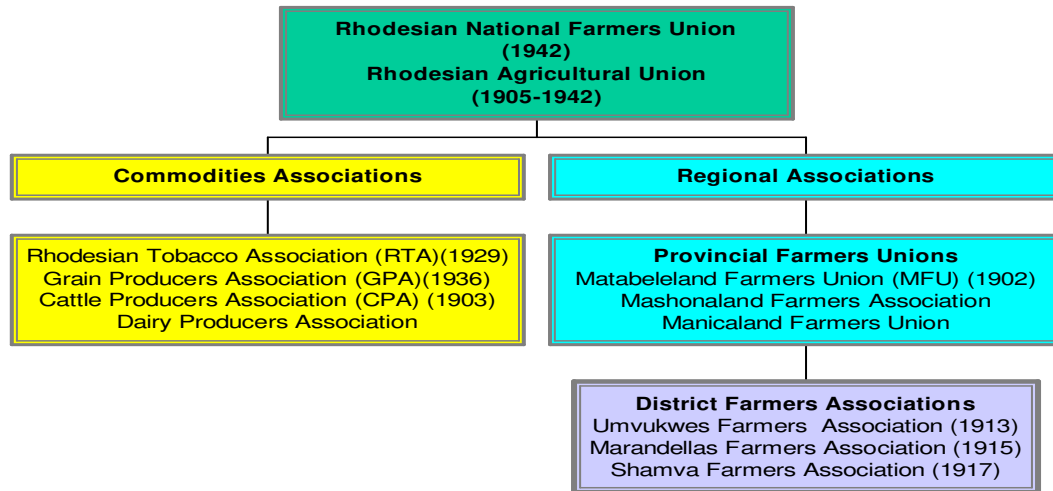 Rhodesian National Farmers Union
(1942)
Rhodesian Agricultural Union
(1905-1942)
Commodities Associations
Regional Associations
Rhodesian Tobacco Association (RTA)(1929)
Grain Producers Association (GPA)(1936)
Cattle Producers Association (CPA) (1903)
Dairy Producers Association
Provincial Farmers Unions
Matabeleland Farmers Union (MFU) (1902)
Mashonaland Farmers Association
Manicaland Farmers Union
District Farmers Associations
Umvukwes Farmers Association (1913)
Marandellas Farmers Association (1915)
Shamva Farmers Association (1917)